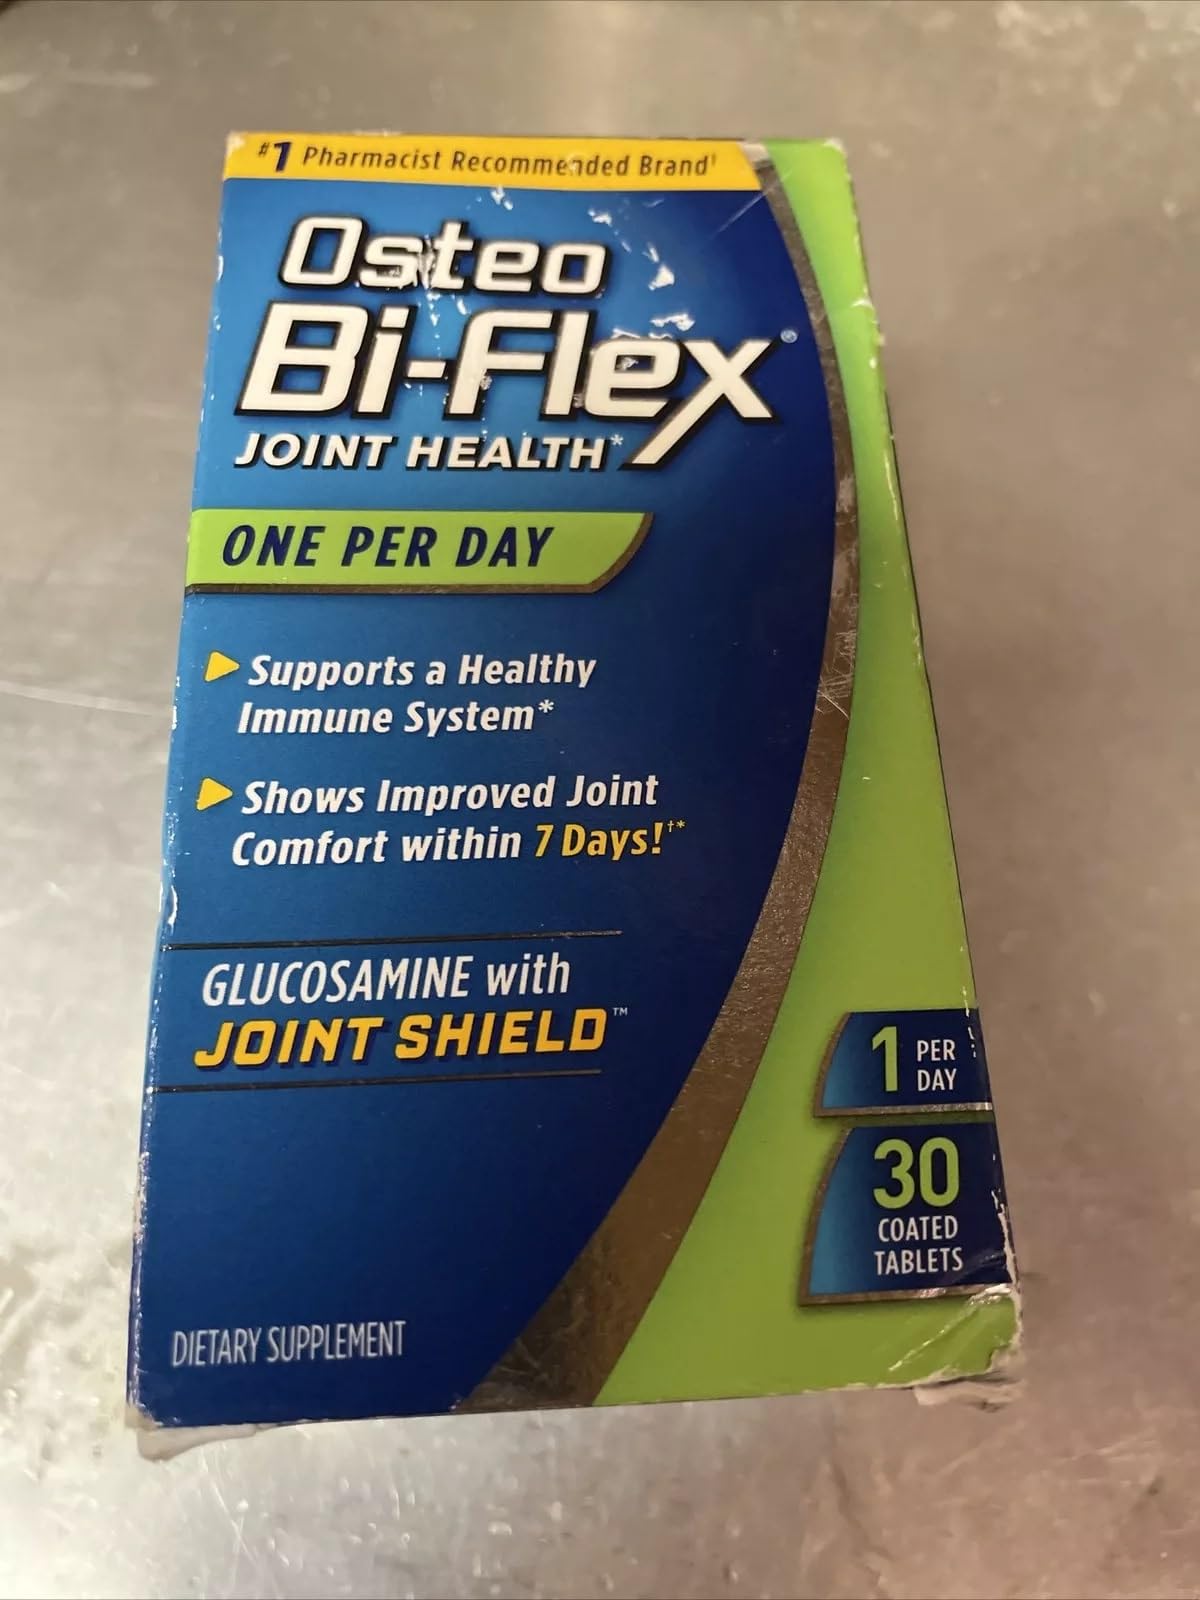 #1 Pharmacist Recommended Brand†
Osteo
Bi-Flex®
JOINT HEALTH*
ONE PER DAY
Supports a Healthy
Immune System*
Shows Improved Joint
Comfort within 7 Days!†*
GLUCOSAMINE with
JOINT SHIELD™
1 PER
DAY
30
COATED
TABLETS
DIETARY SUPPLEMENT